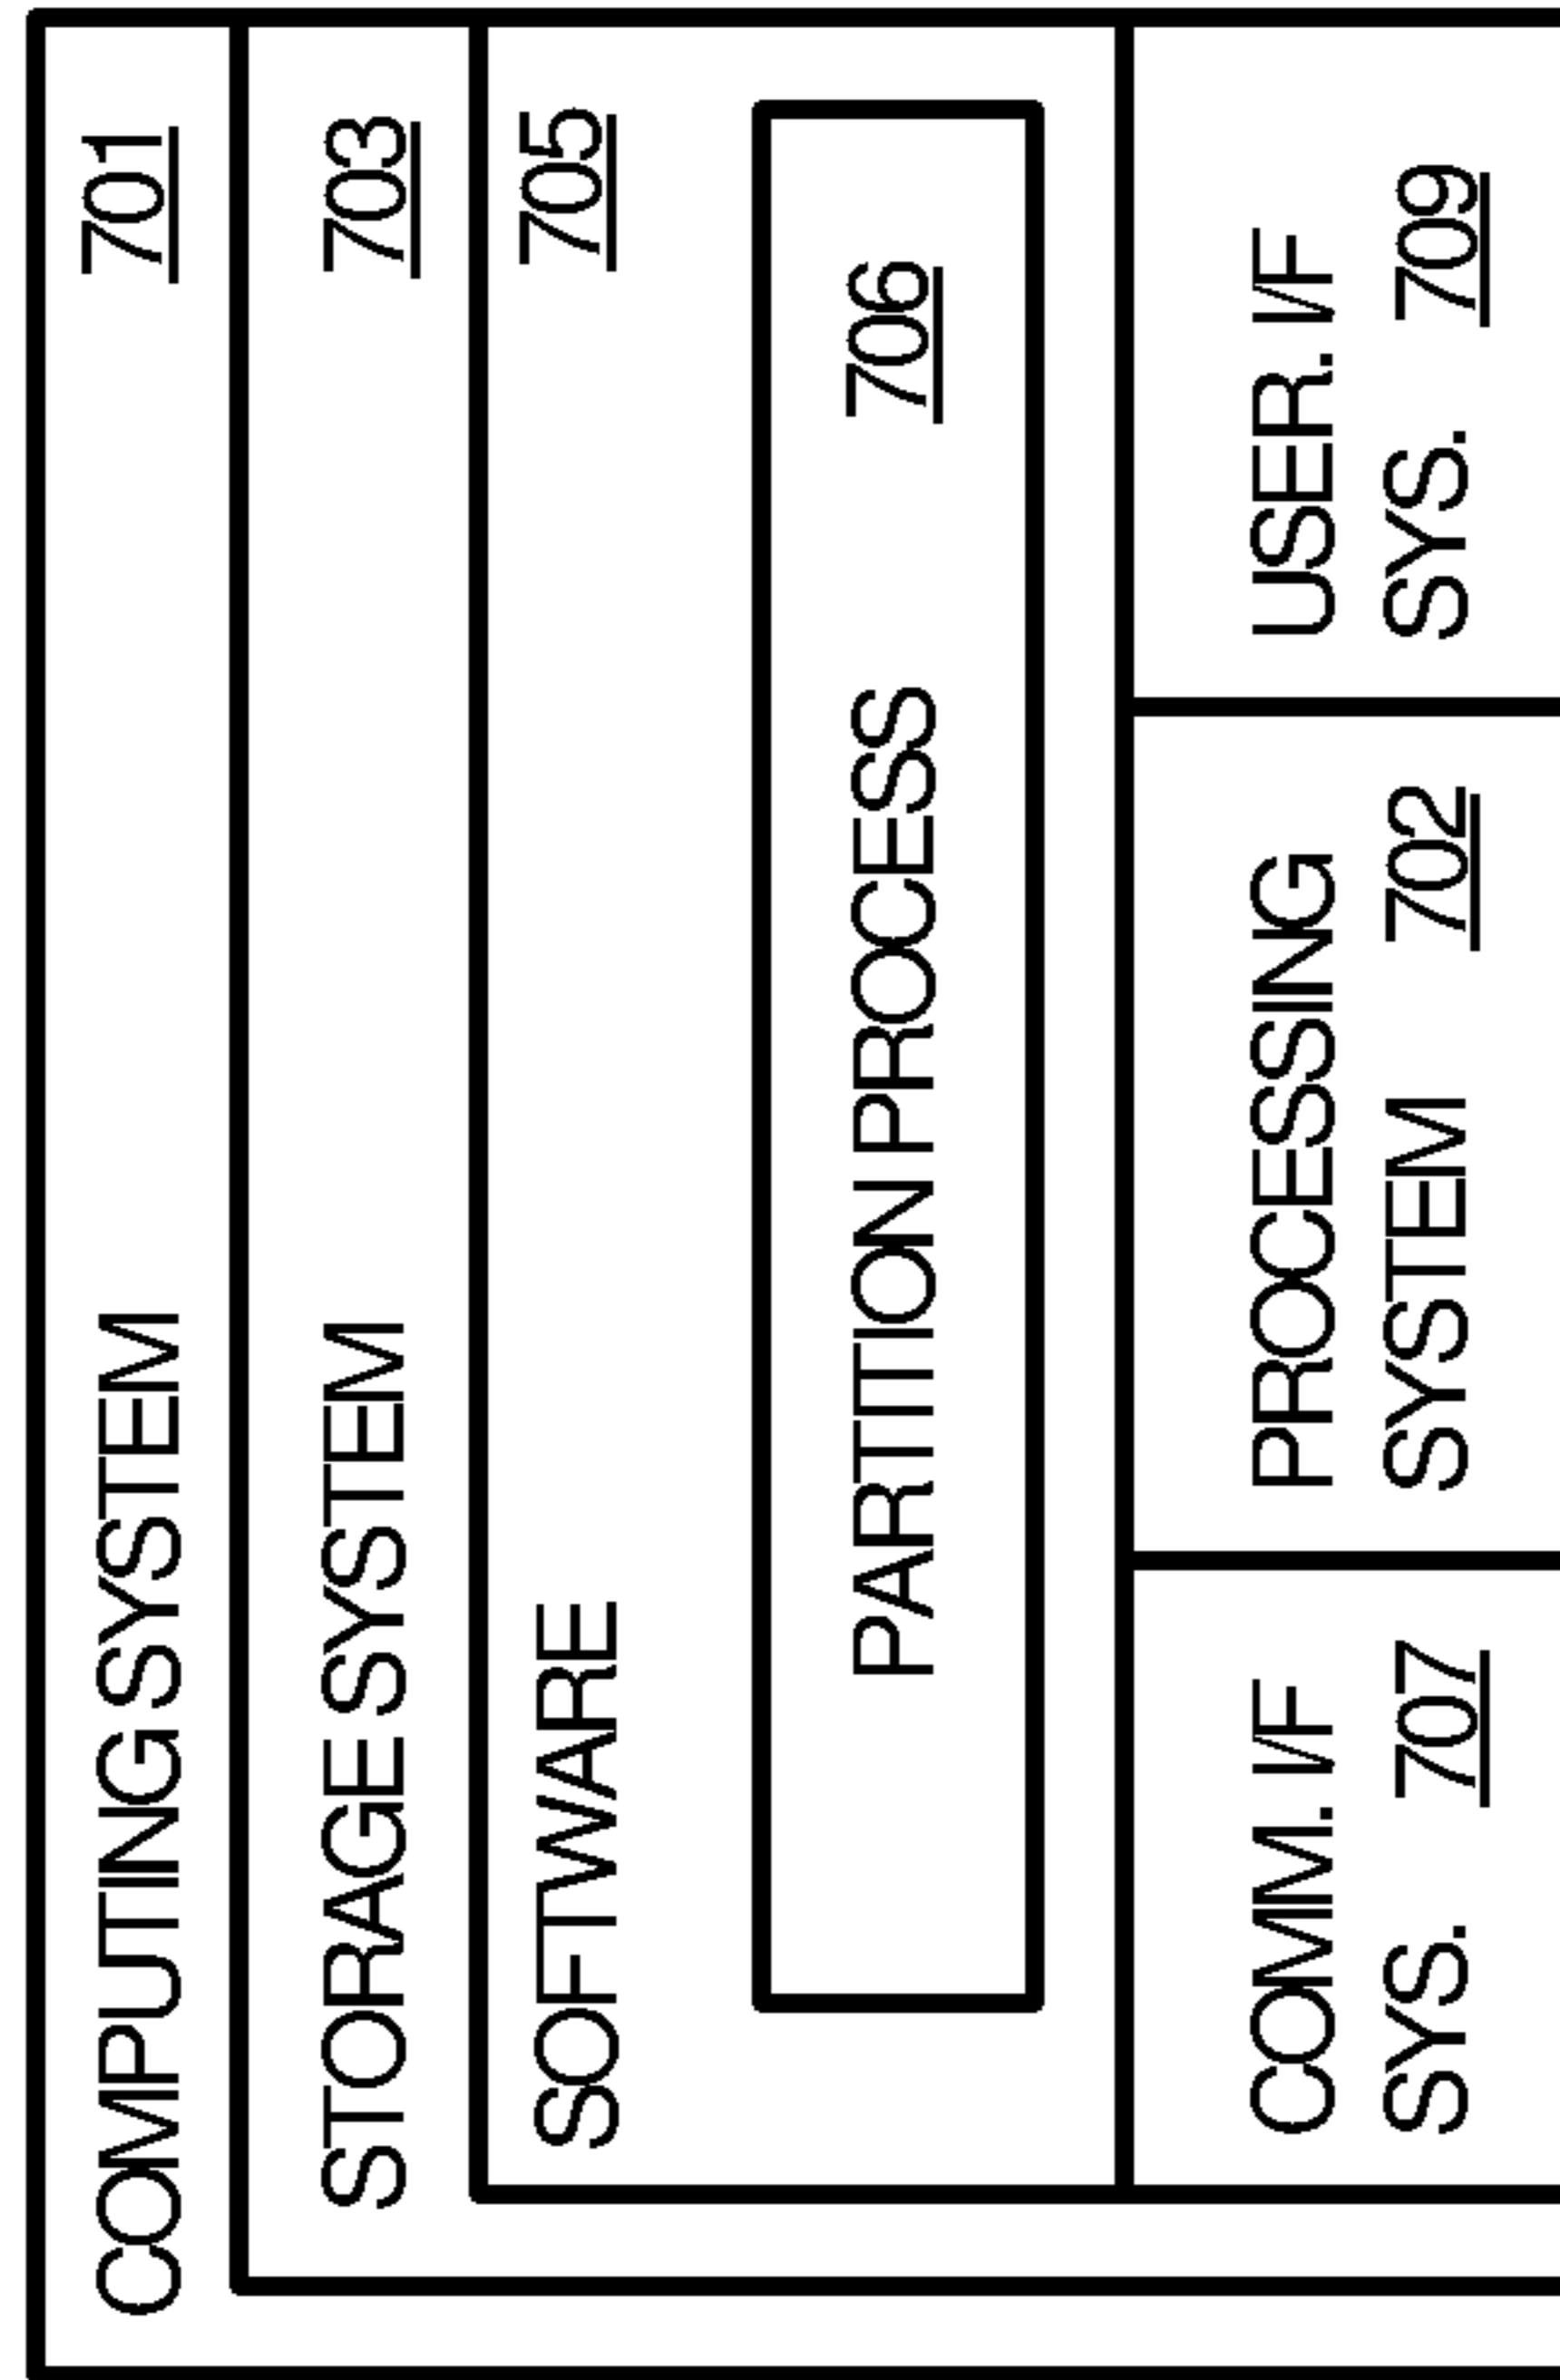 COMPUTING SYSTEM 701
STORAGE SYSTEM 703
SOFTWARE 705
PARTITION PROCESS 706
COMM. I/F
SYS. 707
PROCESSING
SYSTEM 702
USER. I/F
SYS. 709